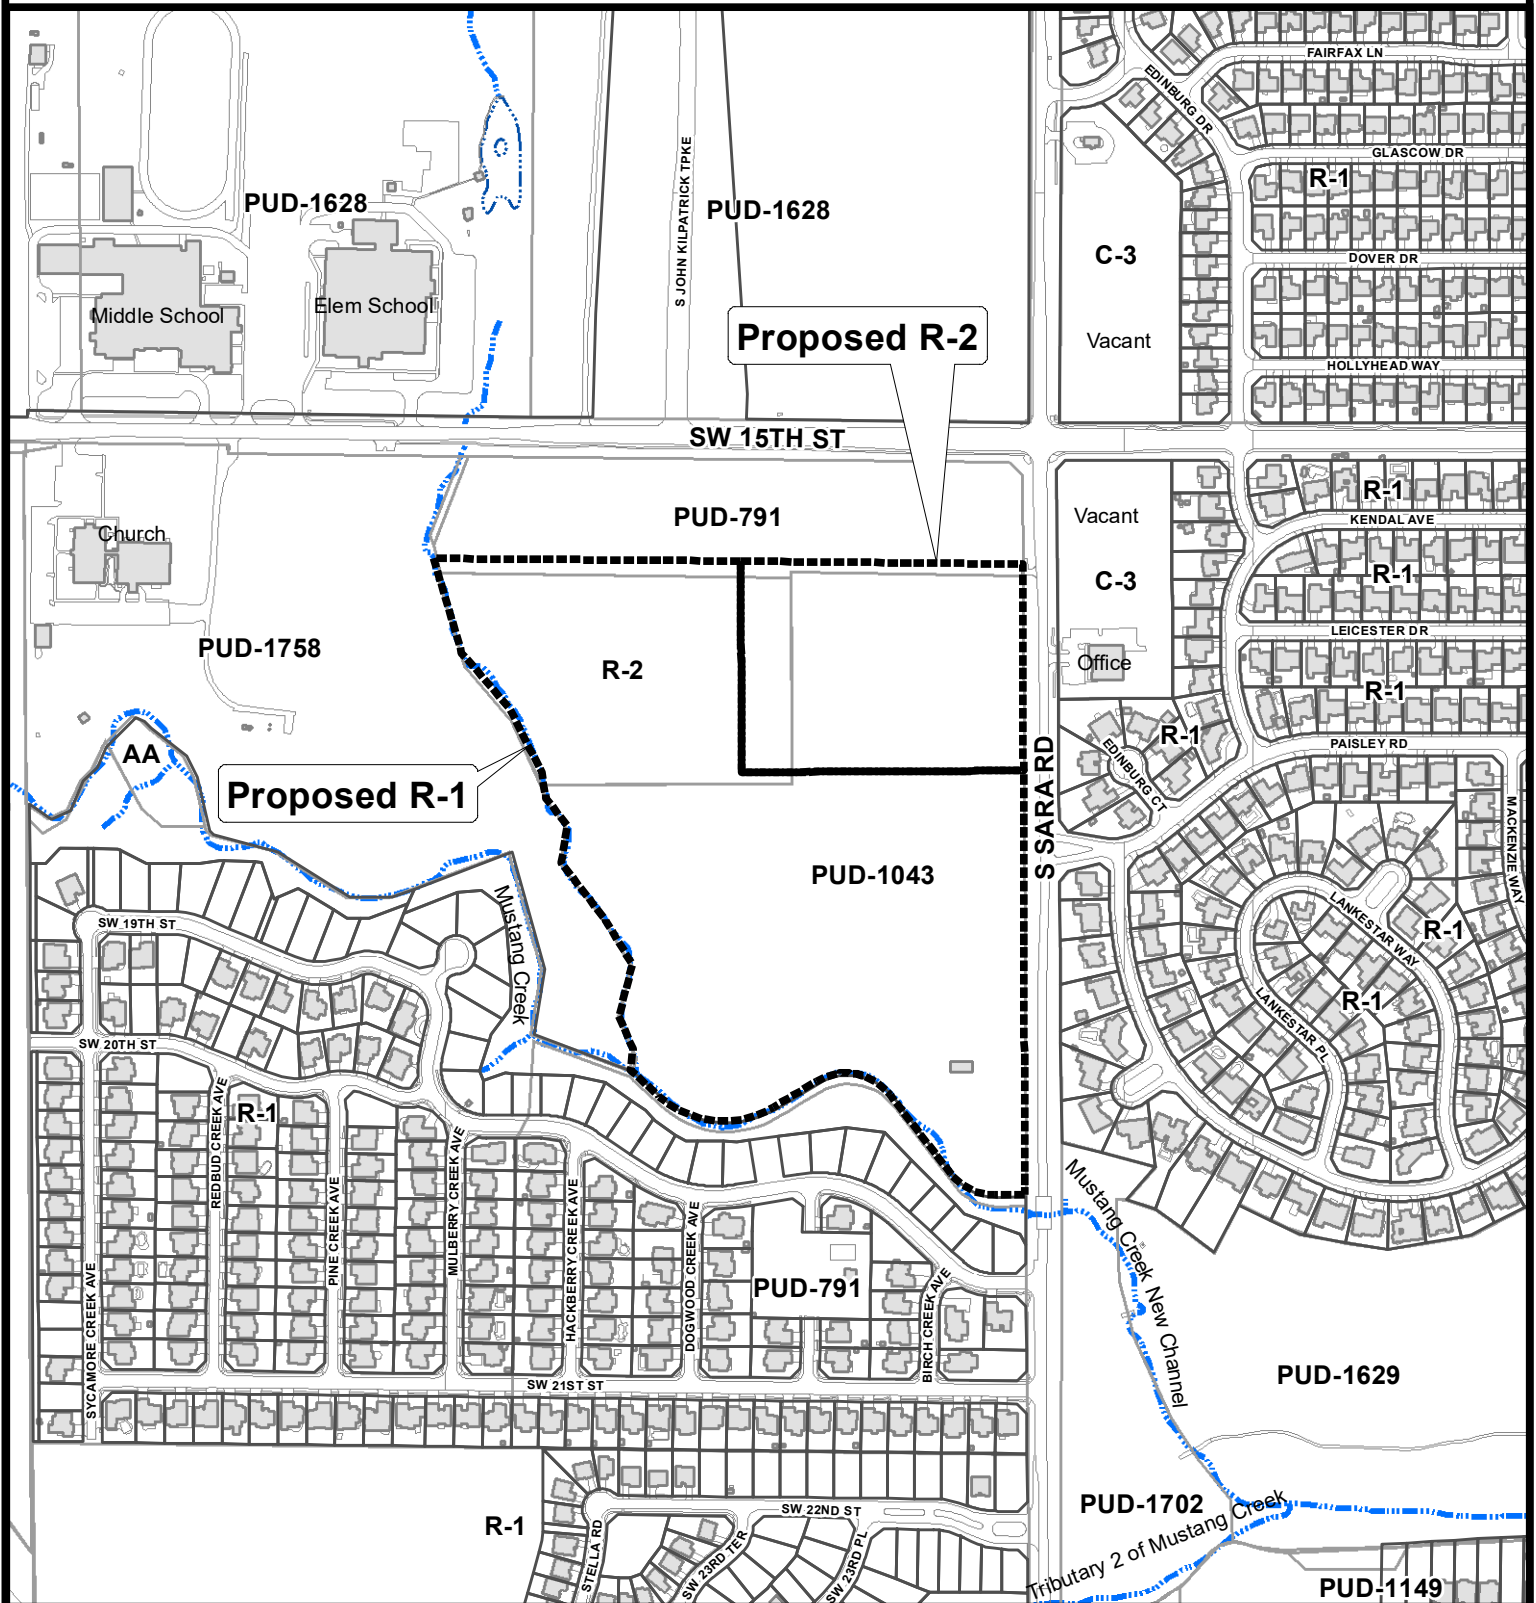 FAIRFAX LN
EDINBURG DR
GLASCOW DR
R-1
S JOHN KILPATRICK TPKE
PUD-1628
PUD-1628
C-3
DOVER DR
Middle School
Elem School
Proposed R-2
Vacant
HOLLYHEAD WAY
SW 15TH ST
R-1
PUD-791
Vacant
KENDAL AVE
Church
C-3
R-1
LEICESTER DR
PUD-1758
R-2
Office
R-1
AA
R-1
PAISLEY RD
EDINBURG CT
Proposed R-1
S SARA RD
MACKENZIE WAY
PUD-1043
Mustang Creek
SW 19TH ST
LANKESTAR WAY
R-1
R-1
LANKESTAR PL
SW 20TH ST
REDBUD CREEK AVE
R-1
PINE CREEK AVE
MULBERRY CREEK AVE
HACKBERRY CREEK AVE
DOGWOOD CREEK AVE
Mustang Creek New Channel
SYCAMORE CREEK AVE
PUD-791
BIRCH CREEK AVE
SW 21ST ST
PUD-1629
R-1
SW 22ND ST
PUD-1702
STELLA RD
SW 23RD TER
SW 23RD PL
Tributary 2 of Mustang Creek
PUD-1149